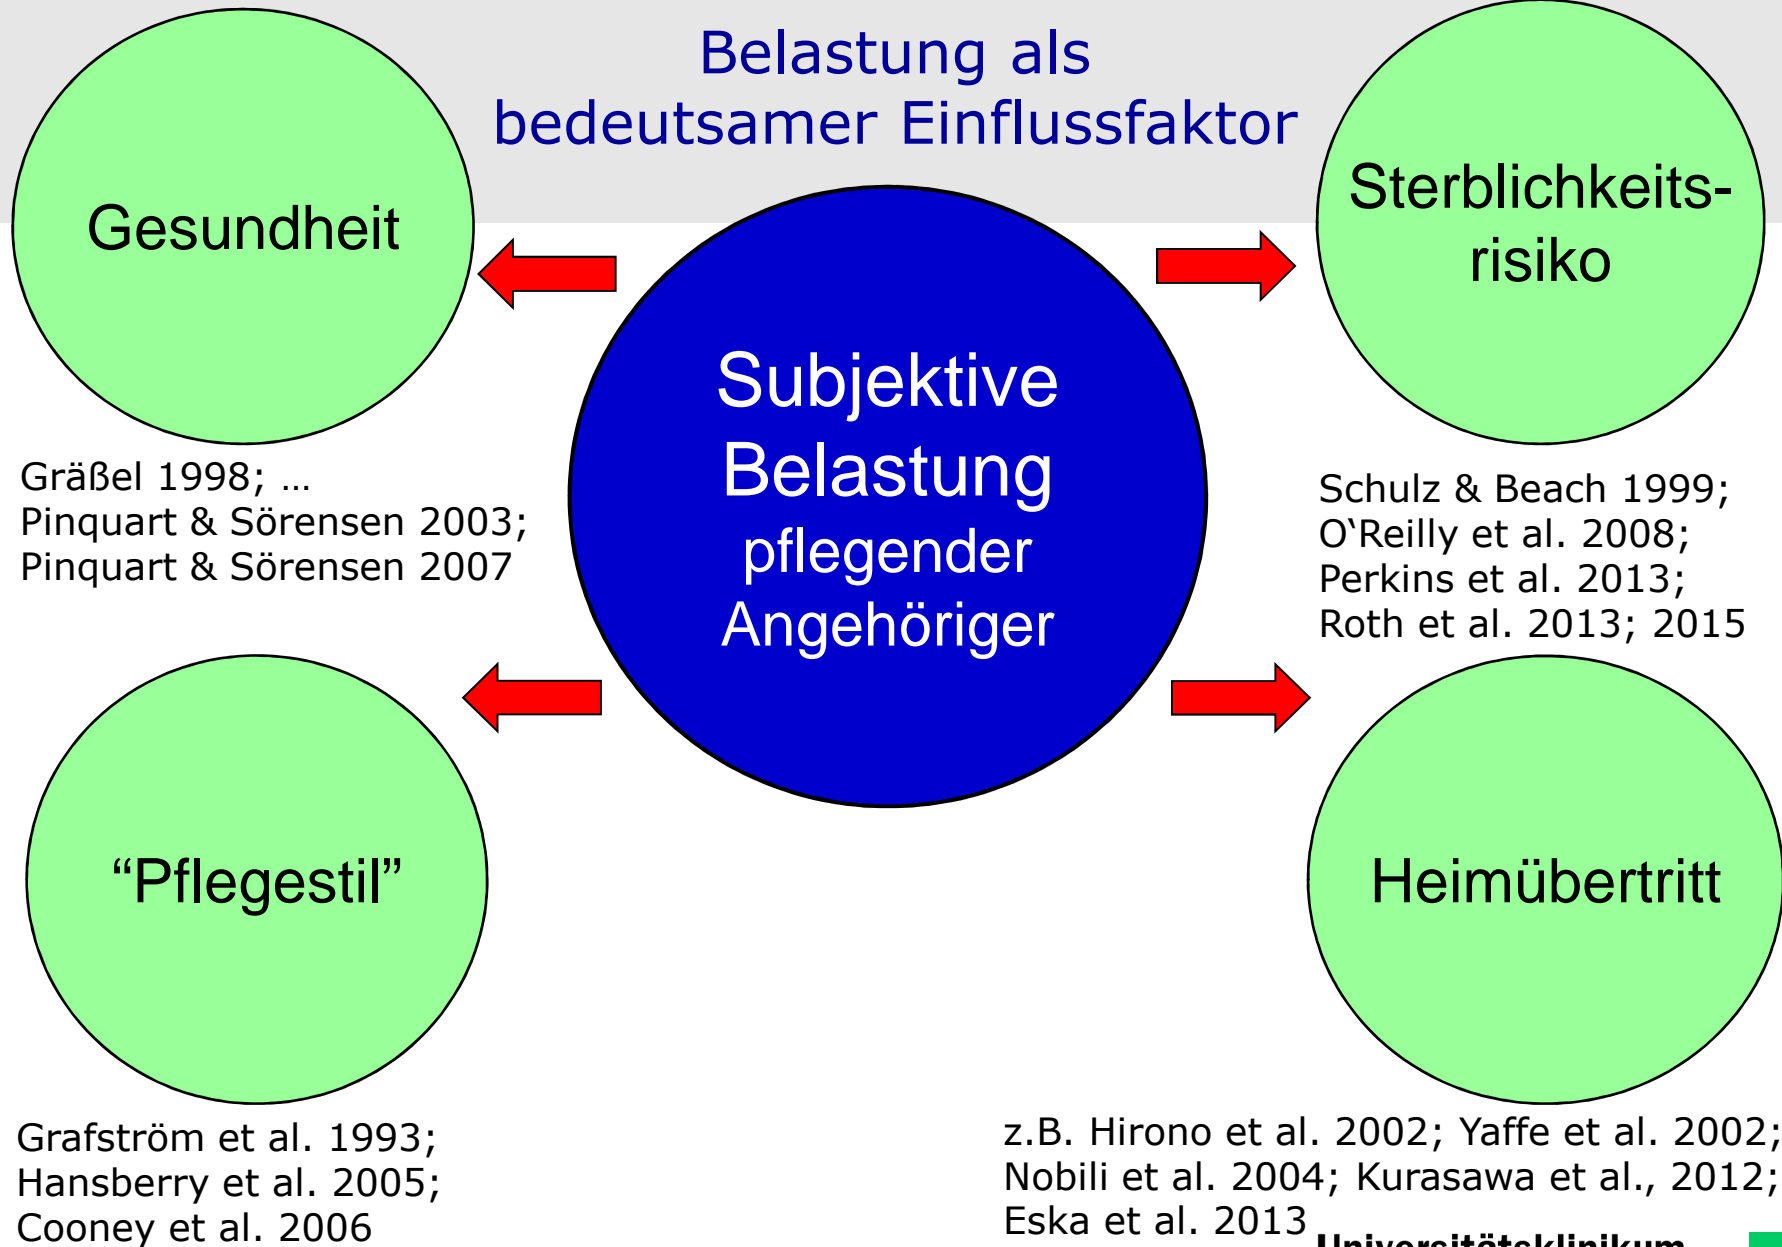 Belastung als
bedeutsamer Einflussfaktor
Gesundheit
Sterblichkeits-
risiko
Subjektive
Belastung
pflegender
Angehöriger
Gräßel 1998; …
Pinquart & Sörensen 2003;
Pinquart & Sörensen 2007
Schulz & Beach 1999;
O‘Reilly et al. 2008;
Perkins et al. 2013;
Roth et al. 2013; 2015
“Pflegestil”
Heimübertritt
Grafström et al. 1993;
Hansberry et al. 2005;
Cooney et al. 2006
z.B. Hirono et al. 2002; Yaffe et al. 2002;
Nobili et al. 2004; Kurasawa et al., 2012;
Eska et al. 2013
Universitätsklinikum